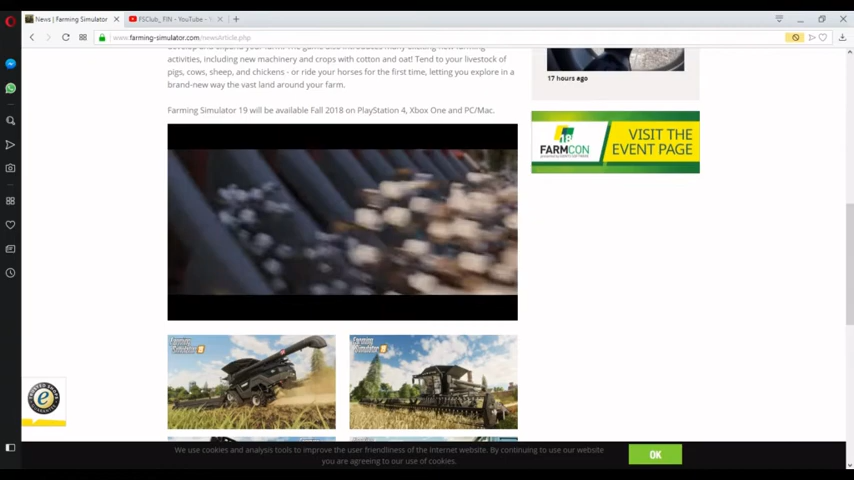 News | Farming Simulator
FSClub_ FIN - YouTube -
www.farming-simulator.com/newsArticle.php
activities, including new machinery and crops with cotton and oat! Tend to your livestock of
pigs, cows, sheep, and chickens - or ride your horses for the first time, letting you explore in a
brand-new way the vast land around your farm.
Farming Simulator 19 will be available Fall 2018 on PlayStation 4, Xbox One and PC/Mac.
17 hours ago
18
FARMCON
VISIT THE
EVENT PAGE
Farming
Simulator 19
Farming
Simulator 19
We use cookies and analysis tools to improve the user friendliness of the internet website. By continuing to use our website
you are agreeing to our use of cookies.
OK